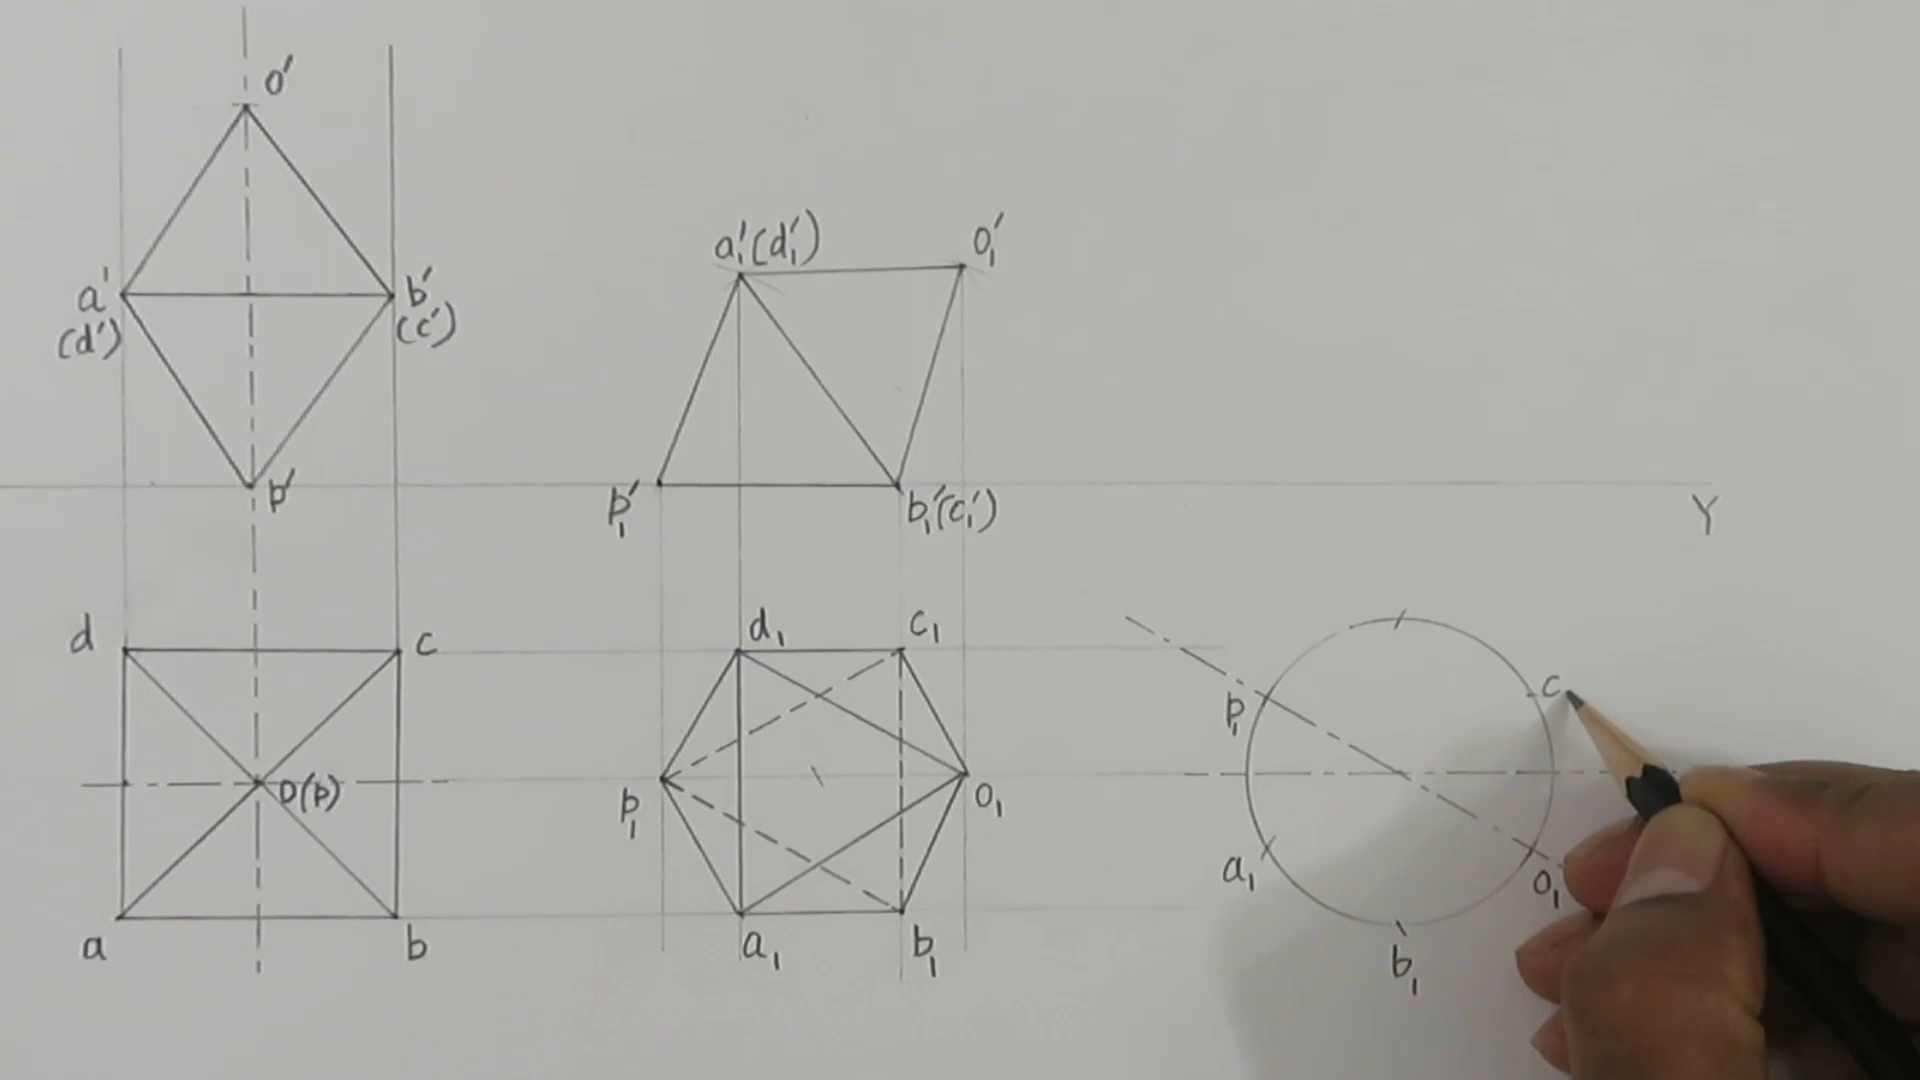 o′
a′
(d′)
b′
(c′)
p′
a₁′(d₁′)
o₁′
p₁′
b₁′(c₁′)
Y
d
c
o(p)
a
b
d₁
c₁
p₁
o₁
a₁
b₁
p₁
c
a₁
o₁
b₁